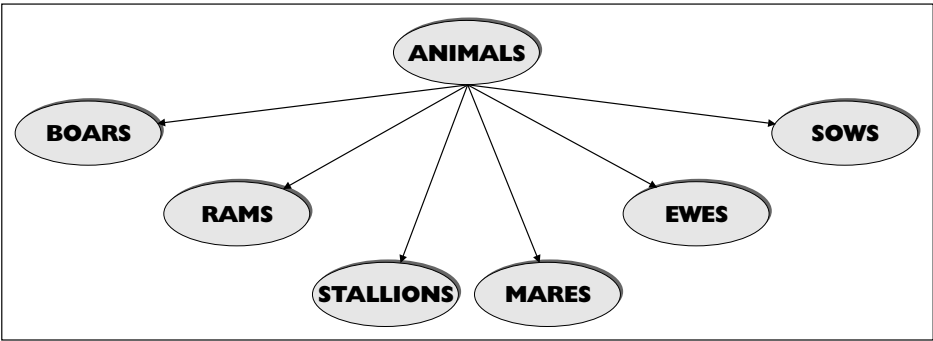 ANIMALS
BOARS
SOWS
RAMS
EWES
STALLIONS
MARES